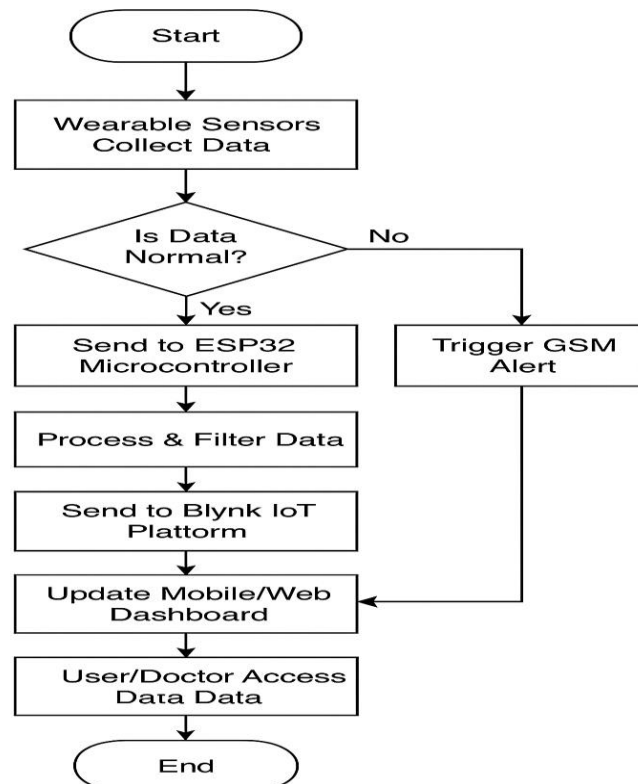 Start
Wearable Sensors
Collect Data
Is Data
Normal?
No
Yes
Send to ESP32
Microcontroller
Trigger GSM
Alert
Process & Filter Data
Send to Blynk IoT
Plattorm
Update Mobile/Web
Dashboard
User/Doctor Access
Daτa Data
End